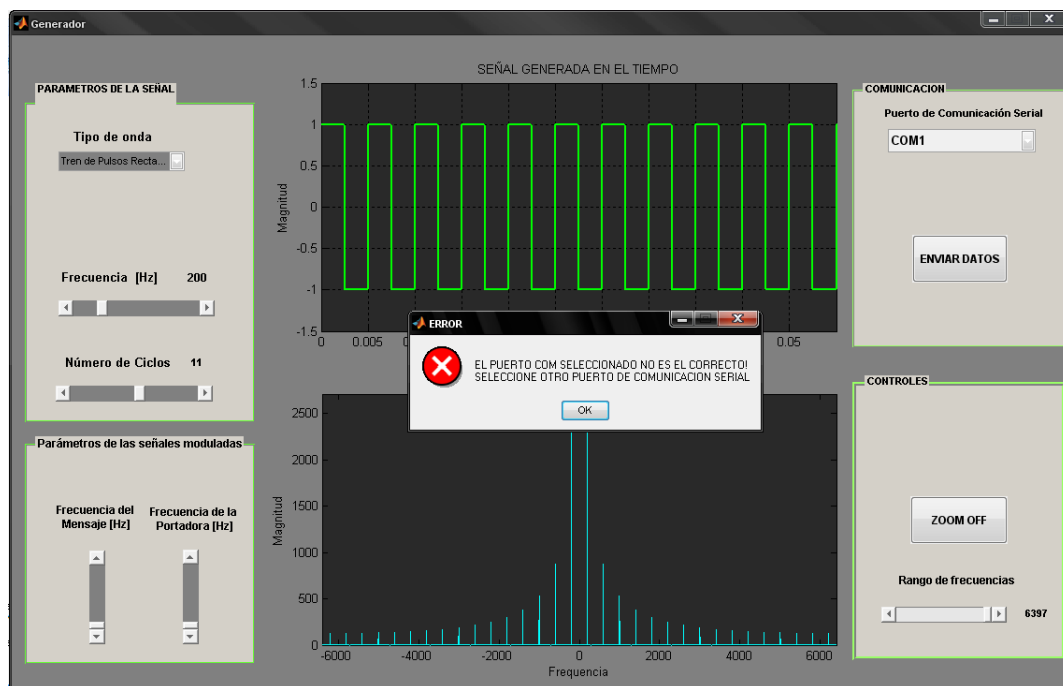 Generador
PARAMETROS DE LA SEÑAL
Tipo de onda
Tren de Pulsos Recta...
Frecuencia [Hz] 200
Número de Ciclos 11
Parámetros de las señales moduladas
Frecuencia del
Mensaje [Hz]
Frecuencia de la
Portadora [Hz]
SEÑAL GENERADA EN EL TIEMPO
Magnitud
1.5
1
0.5
0
-0.5
-1
-1.5
0 0.005 0.05
ERROR
EL PUERTO COM SELECCIONADO NO ES EL CORRECTO!
SELECCIONE OTRO PUERTO DE COMUNICACION SERIAL
OK
Magnitud
2500
2000
1500
1000
500
0
-6000 -4000 -2000 0 2000 4000 6000
Frequencia
COMUNICACION
Puerto de Comunicación Serial
COM1
ENVIAR DATOS
CONTROLES
ZOOM OFF
Rango de frecuencias
6397